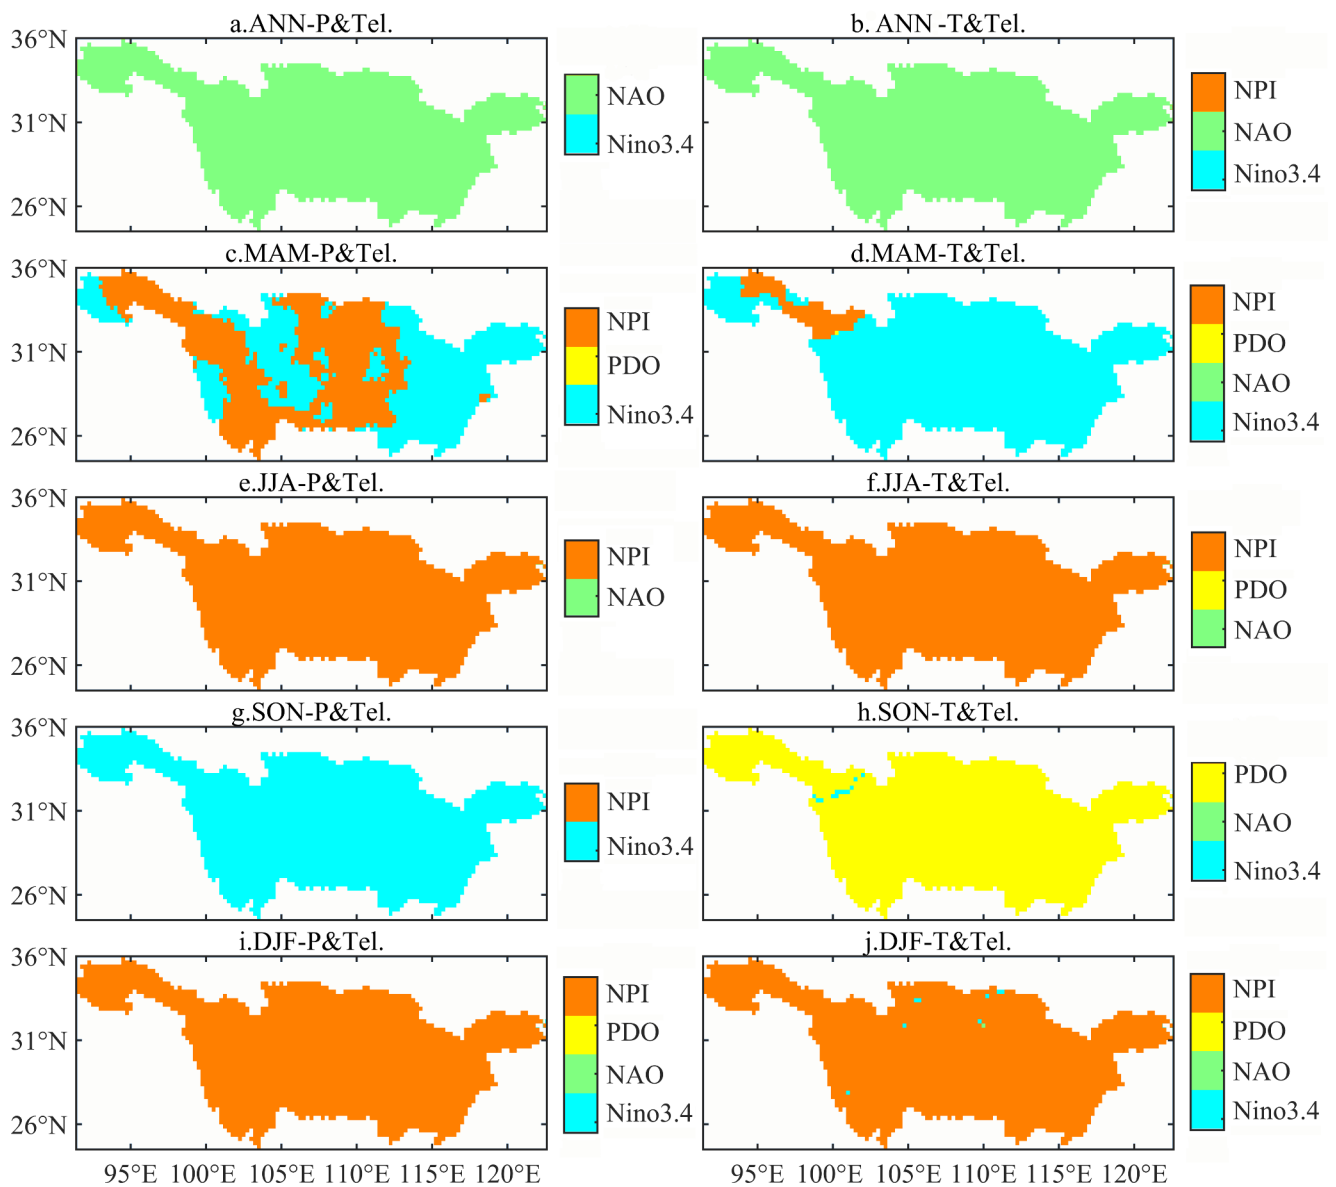 a.ANN-P&Tel.
b. ANN -T&Tel.
36°N
31°N
26°N
NAO
Nino3.4
NPI
NAO
Nino3.4
c.MAM-P&Tel.
d.MAM-T&Tel.
36°N
31°N
26°N
NPI
PDO
Nino3.4
NPI
PDO
NAO
Nino3.4
e.JJA-P&Tel.
f.JJA-T&Tel.
36°N
31°N
26°N
NPI
NAO
NPI
PDO
NAO
g.SON-P&Tel.
h.SON-T&Tel.
36°N
31°N
26°N
NPI
Nino3.4
PDO
NAO
Nino3.4
i.DJF-P&Tel.
j.DJF-T&Tel.
36°N
31°N
26°N
NPI
PDO
NAO
Nino3.4
NPI
PDO
NAO
Nino3.4
95°E 100°E 105°E 110°E 115°E 120°E
95°E 100°E 105°E 110°E 115°E 120°E